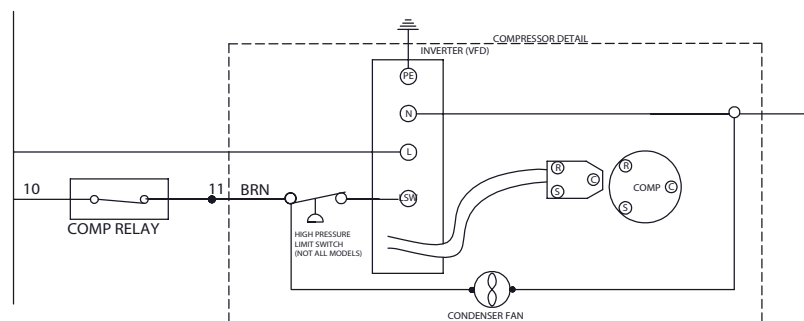 COMPRESSOR DETAIL
INVERTER (VFD)
PE
N
L
10
11 BRN
LSW
COMP RELAY
HIGH PRESSURE
LIMIT SWITCH
(NOT ALL MODELS)
R
C
S
R
COMP C
S
CONDENSER FAN